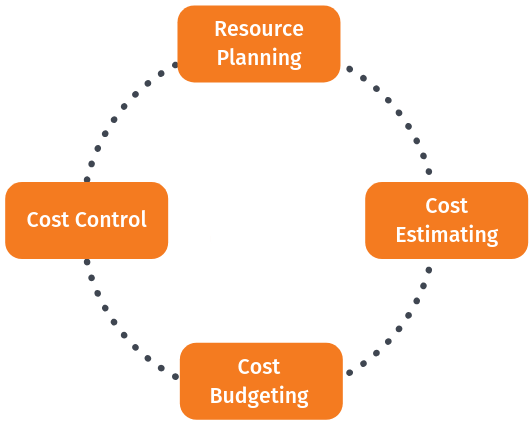 Resource
Planning
Cost Control
Cost
Estimating
Cost
Budgeting